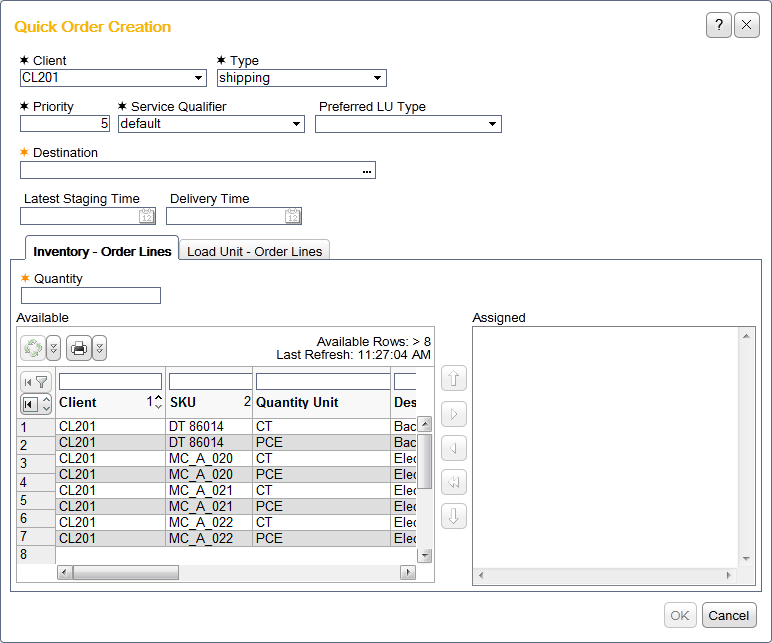 Quick Order Creation ?
✶ Client ✶ Type
CL201 shipping
✶ Priority ✶ Service Qualifier Preferred LU Type
5 default
✶ Destination
...
Latest Staging Time Delivery Time
12 12
Inventory - Order Lines Load Unit - Order Lines
✶ Quantity
Available Assigned
Available Rows: > 8
Last Refresh: 11:27:04 AM
Client 1 SKU 2 Quantity Unit Des
1 CL201 DT 86014 CT Bac
2 CL201 DT 86014 PCE Bac
3 CL201 MC_A_020 CT Elec
4 CL201 MC_A_020 PCE Elec
5 CL201 MC_A_021 CT Elec
6 CL201 MC_A_021 PCE Elec
7 CL201 MC_A_022 CT Elec
8 CL201 MC_A_022 PCE Elec
OK Cancel